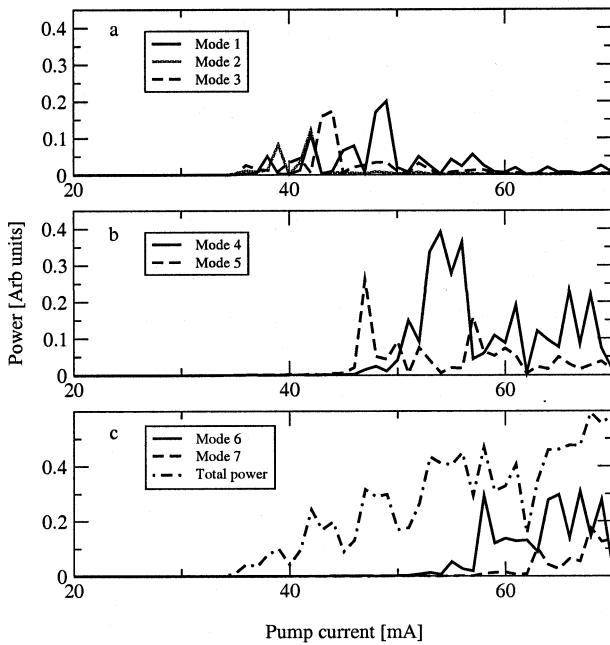 a
Mode 1
Mode 2
Mode 3
0.4
0.3
0.2
0.1
0
20
40
60
b
Mode 4
Mode 5
0.4
0.3
0.2
0.1
0
20
40
60
Power [Arb units]
c
Mode 6
Mode 7
Total power
0.4
0.2
0
20
40
60
Pump current [mA]